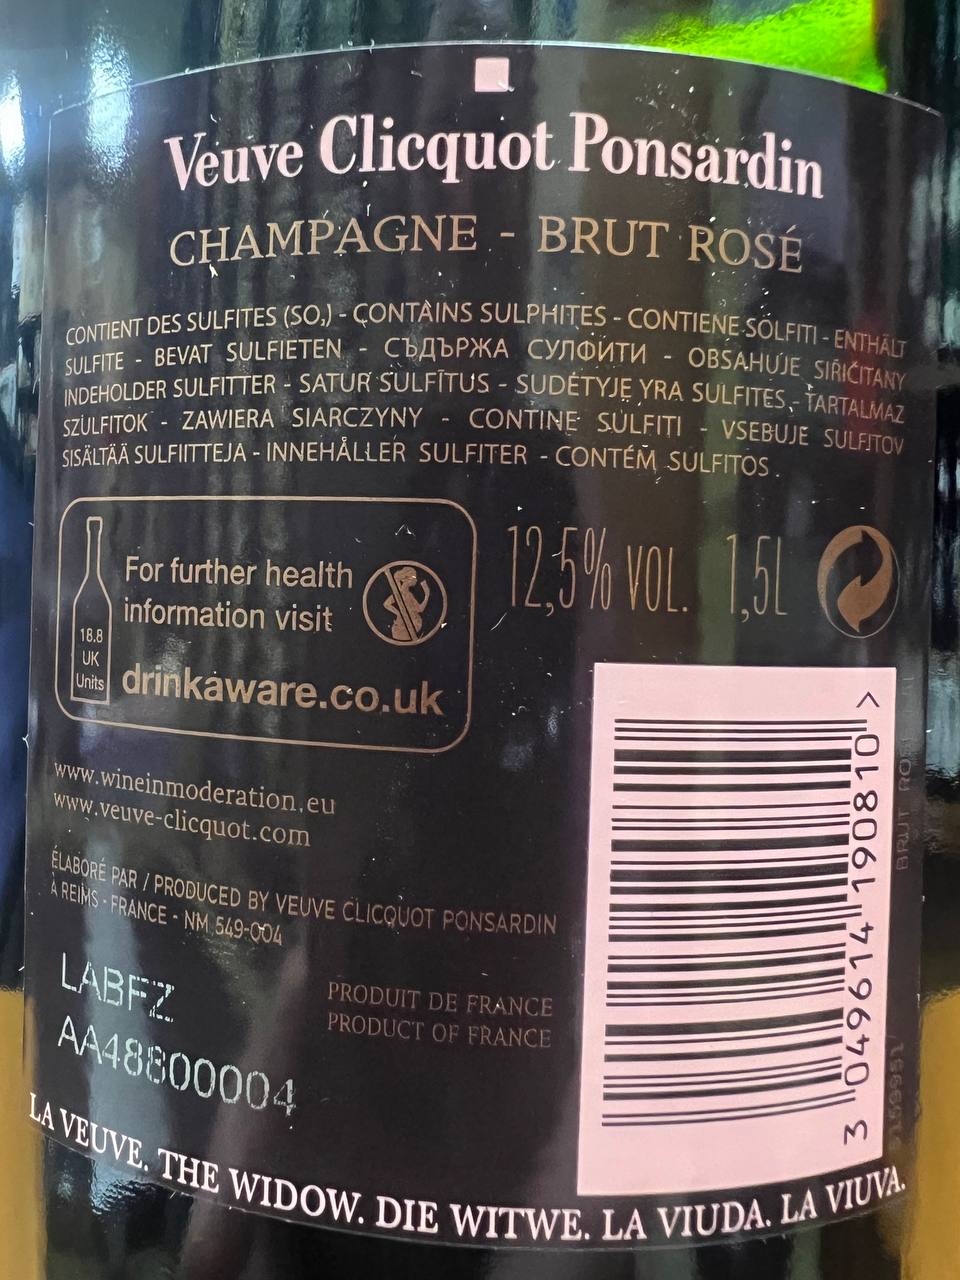 Veuve Clicquot Ponsardin
CHAMPAGNE - BRUT ROSÉ
CONTIENT DES SULFITES (SO₂) - CONTAINS SULPHITES - CONTIENE SOLFITI - ENTHÄLT
SULFITE - BEVAT SULFIETEN - СЪДЪРЖА СУЛФИТИ - OBSAHUJE SIŘIČITANY
INDEHOLDER SULFITTER - SATUR SULFĪTUS - SUDĖTYJE YRA SULFITES - TARTALMAZ
SZULFITOK - ZAWIERA SIARCZYNY - CONTINE SULFITI - VSEBUJE SULFITOV
SISÄLTÄÄ SULFIITTEJA - INNEHÅLLER SULFITER - CONTÉM SULFITOS .
18.8
UK
Units
For further health
information visit
drinkaware.co.uk
12,5% VOL. 1,5L
www.wineinmoderation.eu
www.veuve-clicquot.com
ÉLABORÉ PAR / PRODUCED BY VEUVE CLICQUOT PONSARDIN
À REIMS - FRANCE - NM 549-004
LABFZ
AA48800004
PRODUIT DE FRANCE
PRODUCT OF FRANCE
3 049614 190810 >
BRUT
LA VEUVE. THE WIDOW. DIE WITWE. LA VIUDA. LA VIUVA.